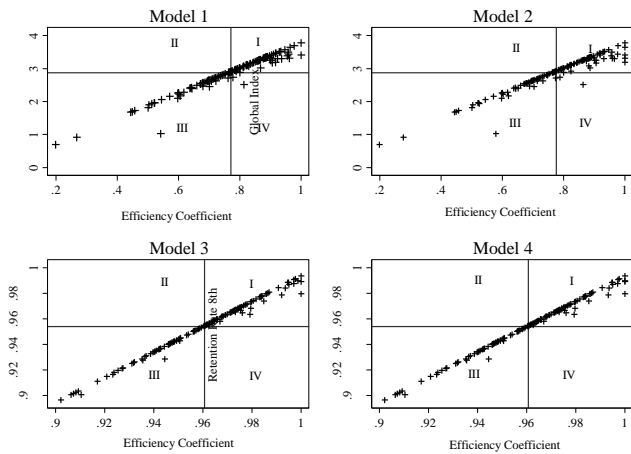 Model 1
Model 2
4
3
2
1
0
II
I
III
IV
Global Index
.2
.4
.6
.8
1
Efficiency Coefficient
4
3
2
1
0
II
I
III
IV
.2
.4
.6
.8
1
Efficiency Coefficient
Model 3
Model 4
1
.98
.96
.94
.92
.9
II
I
III
IV
Retention Rate 8th
.9
.92
.94
.96
.98
1
Efficiency Coefficient
1
.98
.96
.94
.92
.9
II
I
III
IV
.9
.92
.94
.96
.98
1
Efficiency Coefficient